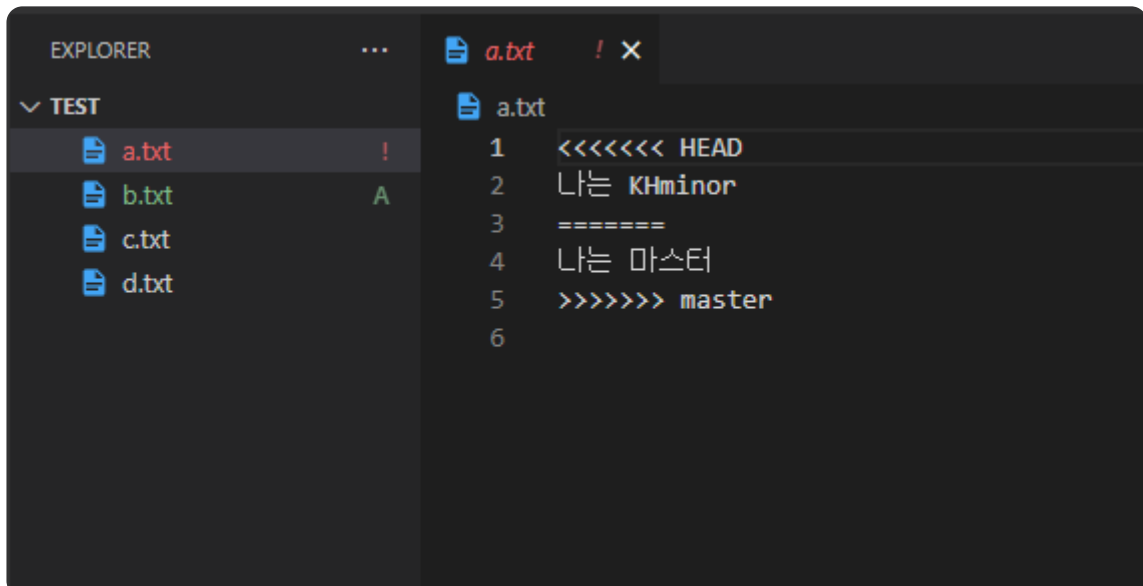 EXPLORER ...
TEST
a.txt !
b.txt A
c.txt
d.txt
a.txt ! ×
a.txt
1 <<<<<<< HEAD
2 나는 KHminor
3 =======
4 나는 마스터
5 >>>>>>> master
6